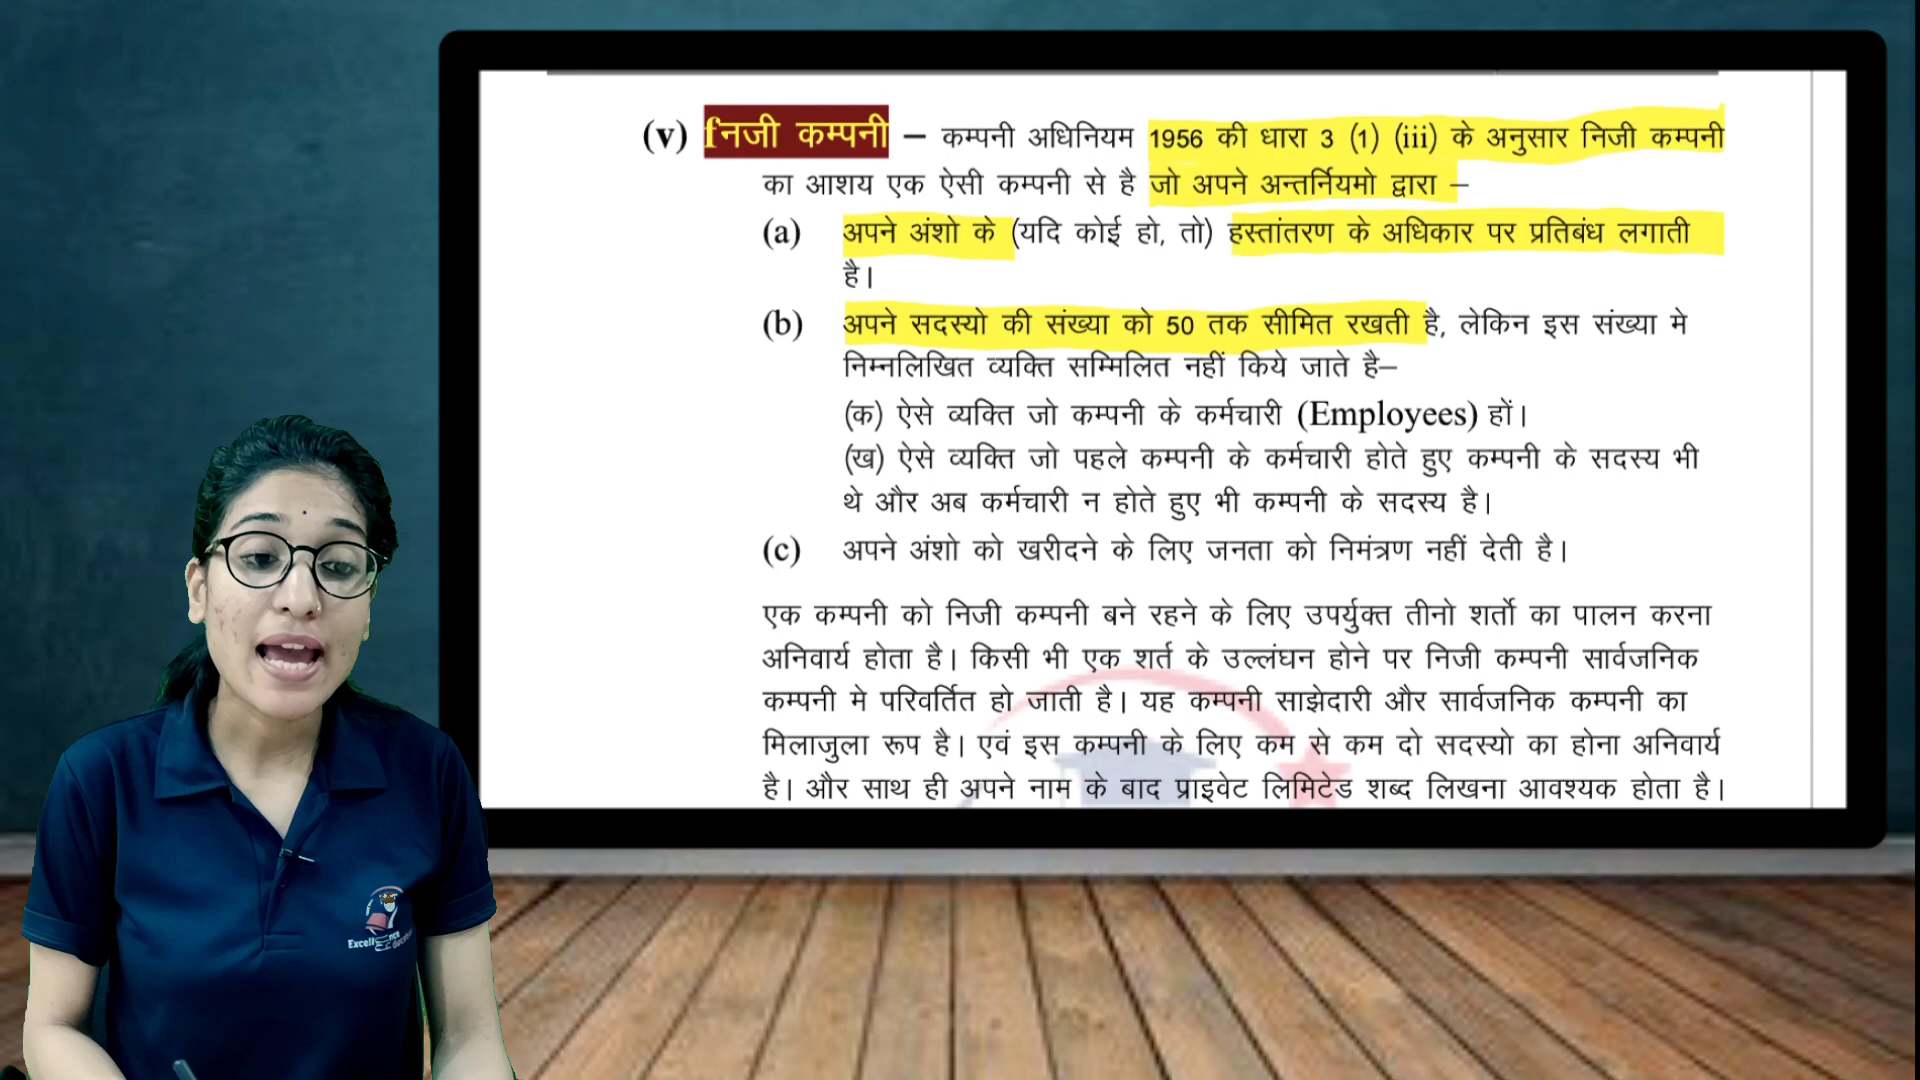 (v) निजी कम्पनी – कम्पनी अधिनियम 1956 की धारा 3 (1) (iii) के अनुसार निजी कम्पनी
का आशय एक ऐसी कम्पनी से है जो अपने अन्तर्नियमो द्वारा –
(a) अपने अंशो के (यदि कोई हो, तो) हस्तांतरण के अधिकार पर प्रतिबंध लगाती
है।
(b) अपने सदस्यो की संख्या को 50 तक सीमित रखती है, लेकिन इस संख्या मे
निम्नलिखित व्यक्ति सम्मिलित नहीं किये जाते है–
(क) ऐसे व्यक्ति जो कम्पनी के कर्मचारी (Employees) हों।
(ख) ऐसे व्यक्ति जो पहले कम्पनी के कर्मचारी होते हुए कम्पनी के सदस्य भी
थे और अब कर्मचारी न होते हुए भी कम्पनी के सदस्य है।
(c) अपने अंशो को खरीदने के लिए जनता को निमंत्रण नहीं देती है।
एक कम्पनी को निजी कम्पनी बने रहने के लिए उपर्युक्त तीनो शर्तो का पालन करना
अनिवार्य होता है। किसी भी एक शर्त के उल्लंघन होने पर निजी कम्पनी सार्वजनिक
कम्पनी मे परिवर्तित हो जाती है। यह कम्पनी साझेदारी और सार्वजनिक कम्पनी का
मिलाजुला रूप है। एवं इस कम्पनी के लिए कम से कम दो सदस्यो का होना अनिवार्य
है। और साथ ही अपने नाम के बाद प्राइवेट लिमिटेड शब्द लिखना आवश्यक होता है।